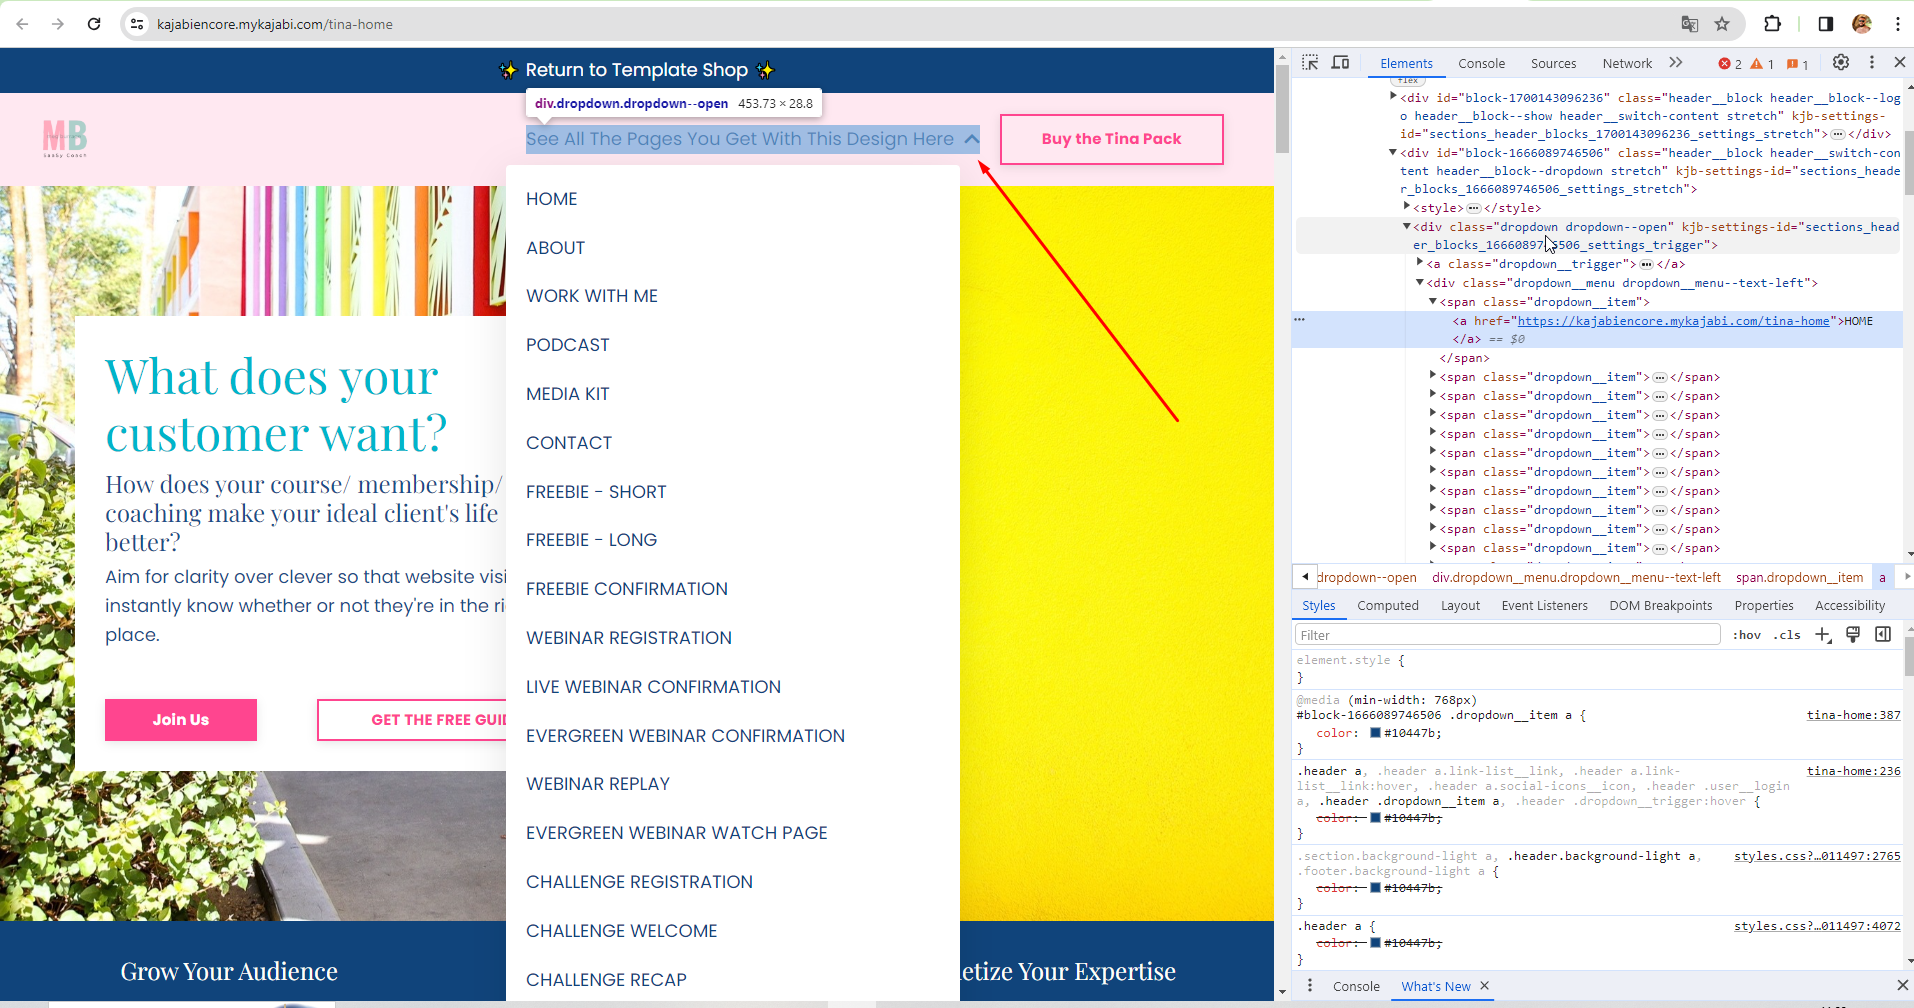 kajabiencore.mykajabi.com/tina-home
✨ Return to Template Shop ✨
div.dropdown.dropdown--open 453.73 × 28.8
MB
See All The Pages You Get With This Design Here
Buy the Tina Pack
HOME
ABOUT
WORK WITH ME
PODCAST
MEDIA KIT
CONTACT
FREEBIE - SHORT
FREEBIE - LONG
FREEBIE CONFIRMATION
WEBINAR REGISTRATION
LIVE WEBINAR CONFIRMATION
EVERGREEN WEBINAR CONFIRMATION
WEBINAR REPLAY
EVERGREEN WEBINAR WATCH PAGE
CHALLENGE REGISTRATION
CHALLENGE WELCOME
CHALLENGE RECAP
What does your
customer want?
How does your course/ membership/
coaching make your ideal client's life
better?
Aim for clarity over clever so that website visi
instantly know whether or not they're in the ri
place.
Join Us
GET THE FREE GUID
Grow Your Audience
etize Your Expertise
Elements Console Sources Network 2 1 1
flex
<div id="block-1700143096236" class="header__block header__block--log
o header__block--show header__switch-content stretch" kjb-settings-
id="sections_header_blocks_1700143096236_settings_stretch"> </div>
<div id="block-1666089746506" class="header__block header__switch-con
tent header__block--dropdown stretch" kjb-settings-id="sections_heade
r_blocks_1666089746506_settings_stretch">
<style> </style>
<div class="dropdown dropdown--open" kjb-settings-id="sections_head
er_blocks_1666089746506_settings_trigger">
<a class="dropdown__trigger"> </a>
<div class="dropdown__menu dropdown__menu--text-left">
<span class="dropdown__item">
<a href="https://kajabiencore.mykajabi.com/tina-home">HOME
</a> == $0
</span>
<span class="dropdown__item"> </span>
<span class="dropdown__item"> </span>
<span class="dropdown__item"> </span>
<span class="dropdown__item"> </span>
<span class="dropdown__item"> </span>
<span class="dropdown__item"> </span>
<span class="dropdown__item"> </span>
<span class="dropdown__item"> </span>
<span class="dropdown__item"> </span>
<span class="dropdown__item"> </span>
dropdown--open div.dropdown__menu.dropdown__menu--text-left span.dropdown__item a
Styles Computed Layout Event Listeners DOM Breakpoints Properties Accessibility
Filter :hov .cls
element.style {
}
@media (min-width: 768px)
#block-1666089746506 .dropdown__item a { tina-home:387
color: #10447b;
}
.header a, .header a.link-list__link, .header a.link- tina-home:236
list__link:hover, .header a.social-icons__icon, .header .user__login
a, .header .dropdown__item a, .header .dropdown__trigger:hover {
color: #10447b;
}
.section.background-light a, .header.background-light a, styles.css?…011497:2765
.footer.background-light a {
color: #10447b;
}
.header a { styles.css?…011497:4072
color: #10447b;
}
Console What's New